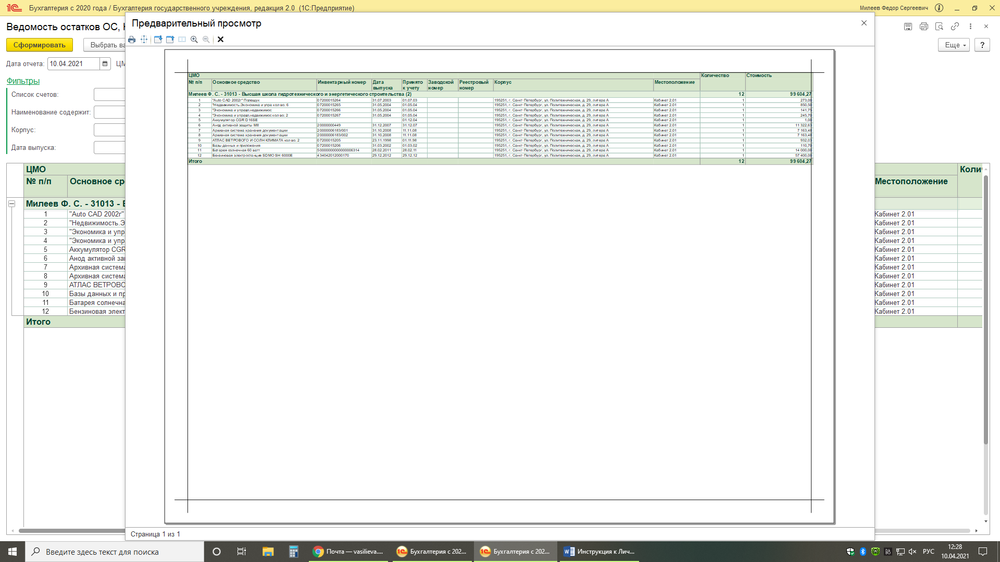 Бухгалтерия с 2020 года / Бухгалтерия государственного учреждения, редакция 2.0 (1С:Предприятие)
Милеев Федор Сергеевич
Ведомость остатков ОС,
Предварительный просмотр
Сформировать
Выбрать ва
Еще
?
Дата отчета: 10.04.2021
Фильтры
Список счетов:
Наименование содержит:
Корпус:
Дата выпуска:
ЦМО Количество Стоимость
№ п/п Основное средство Инвентарный номер Дата выпуска Принято к учету Заводской номер Реестровый номер Корпус Местоположение
Милеев Ф. С. - 31013 - Высшая школа гидротехнического и энергетического строительства (2) 12 99 604,27
1 "Auto CAD 2002г" Полещук 07200015264 31.07.2003 01.07.03 195251, г. Санкт-Петербург, ул. Политехническая, д. 29, литера А Кабинет 2.01 1 273,00
2 "Недвижимость.Экономика и упра кол во: 6 07200015265 31.05.2004 01.05.04 195251, г. Санкт-Петербург, ул. Политехническая, д. 29, литера А Кабинет 2.01 1 850,50
3 "Экономика и управл.недвижимос 07200015266 31.05.2004 01.05.04 195251, г. Санкт-Петербург, ул. Политехническая, д. 29, литера А Кабинет 2.01 1 141,75
4 "Экономика и управл.недвижимос кол во: 2 07200015267 31.05.2004 01.05.04 195251, г. Санкт-Петербург, ул. Политехническая, д. 29, литера А Кабинет 2.01 1 245,70
5 Аккумулятор CGR D16SE 01.12.04 195251, г. Санкт-Петербург, ул. Политехническая, д. 29, литера А Кабинет 2.01 1 1,00
6 Анод активной защиты М8 20000000449 31.12.2007 31.12.07 195251, г. Санкт-Петербург, ул. Политехническая, д. 29, литера А Кабинет 2.01 1 11 322,63
7 Архивная система хранения документации 20000006183/001 31.10.2008 11.11.08 195251, г. Санкт-Петербург, ул. Политехническая, д. 29, литера А Кабинет 2.01 1 7 163,48
8 Архивная система хранения документации 20000006183/002 31.10.2008 11.11.08 195251, г. Санкт-Петербург, ул. Политехническая, д. 29, литера А Кабинет 2.01 1 7 163,48
9 АТЛАС ВЕТРОВОГО И СОЛН КЛИМАТА кол во: 2 07200015205 23.11.1998 01.11.98 195251, г. Санкт-Петербург, ул. Политехническая, д. 29, литера А Кабинет 2.01 1 932,03
10 Базы данных и приложения 07200015206 31.03.2002 01.03.02 195251, г. Санкт-Петербург, ул. Политехническая, д. 29, литера А Кабинет 2.01 1 110,70
11 Батарея солнечная 60 ватт 28.02.2011 28.02.11 195251, г. Санкт-Петербург, ул. Политехническая, д. 29, литера А Кабинет 2.01 1 14 000,00
12 Бензиновая электростанция SDMO SH 6000E 434042012000170 29.12.2012 29.12.12 195251, г. Санкт-Петербург, ул. Политехническая, д. 29, литера А Кабинет 2.01 1 57 400,00
Итого 12 99 604,27
ЦМО Колич
№ п/п Основное ср Местоположение
Милеев Ф. С. - 31013 -
1 "Auto CAD 2002г" Кабинет 2.01
2 "Недвижимость.Э Кабинет 2.01
3 "Экономика и упр Кабинет 2.01
4 "Экономика и упр Кабинет 2.01
5 Аккумулятор CGR Кабинет 2.01
6 Анод активной за Кабинет 2.01
7 Архивная система Кабинет 2.01
8 Архивная система Кабинет 2.01
9 АТЛАС ВЕТРОВО Кабинет 2.01
10 Базы данных и пр Кабинет 2.01
11 Батарея солнечна Кабинет 2.01
12 Бензиновая элект Кабинет 2.01
Итого
Страница 1 из 1
Введите здесь текст для поиска
Почта — vasilieva....
Бухгалтерия с 202...
Бухгалтерия с 202...
Инструкция к Лич...
РУС
12:28
10.04.2021